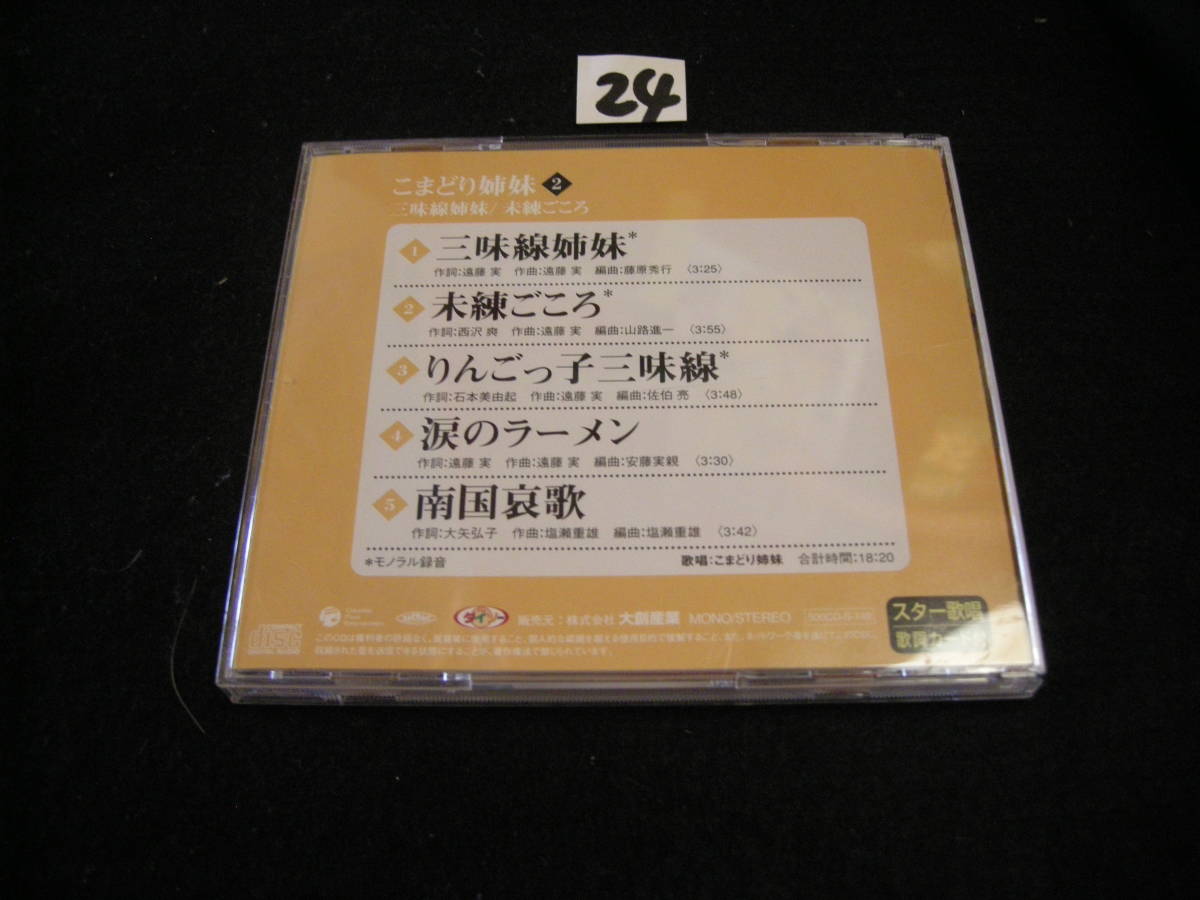 24
こまどり姉妹 2
三味線姉妹/未練ごころ
1 三味線姉妹*
作詞:遠藤 実 作曲:遠藤 実 編曲:藤原秀行 〈3:25〉
2 未練ごころ*
作詞:西沢 爽 作曲:遠藤 実 編曲:山路進一 〈3:55〉
3 りんごっ子三味線*
作詞:石本美由起 作曲:遠藤 実 編曲:佐伯 亮 〈3:48〉
4 涙のラーメン
作詞:遠藤 実 作曲:遠藤 実 編曲:安藤実親 〈3:30〉
5 南国哀歌
作詞:大矢弘子 作曲:塩瀬重雄 編曲:塩瀬重雄 〈3:42〉
*モノラル録音 歌唱:こまどり姉妹 合計時間:18:20
disc ダイソー 販売元:株式会社 大創産業 MONO/STEREO
スター歌唱